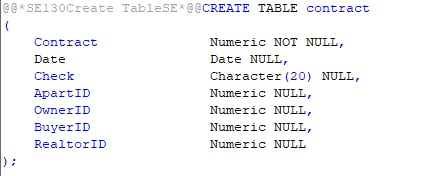 @@*SE130Create TableSE*@@CREATE TABLE contract
(
Contract Numeric NOT NULL,
Date Date NULL,
Check Character(20) NULL,
ApartID Numeric NULL,
OwnerID Numeric NULL,
BuyerID Numeric NULL,
RealtorID Numeric NULL
);